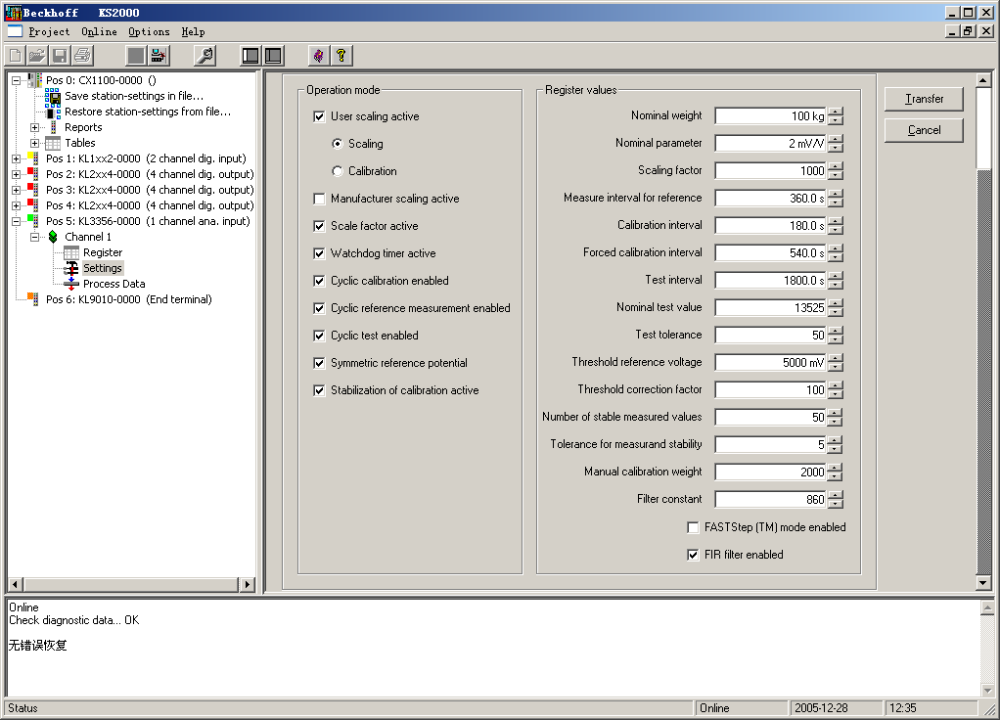 Beckhoff KS2000
Project Online Options Help
Pos 0: CX1100-0000 ()
Save station-settings in file...
Restore station-settings from file...
Reports
Tables
Pos 1: KL1xx2-0000 (2 channel dig. input)
Pos 2: KL2xx4-0000 (4 channel dig. output)
Pos 3: KL2xx4-0000 (4 channel dig. output)
Pos 4: KL2xx4-0000 (4 channel dig. output)
Pos 5: KL3356-0000 (1 channel ana. input)
Channel 1
Register
Settings
Process Data
Pos 6: KL9010-0000 (End terminal)
Operation mode
User scaling active
Scaling
Calibration
Manufacturer scaling active
Scale factor active
Watchdog timer active
Cyclic calibration enabled
Cyclic reference measurement enabled
Cyclic test enabled
Symmetric reference potential
Stabilization of calibration active
Register values
Nominal weight 100 kg
Nominal parameter 2 mV/V
Scaling factor 1000
Measure interval for reference 360.0 s
Calibration interval 180.0 s
Forced calibration interval 540.0 s
Test interval 1800.0 s
Nominal test value 13525
Test tolerance 50
Threshold reference voltage 5000 mV
Threshold correction factor 100
Number of stable measured values 50
Tolerance for measurand stability 5
Manual calibration weight 2000
Filter constant 860
FASTStep (TM) mode enabled
FIR filter enabled
Transfer
Cancel
Online
Check diagnostic data... OK
无错误恢复
Status Online 2005-12-28 12:35